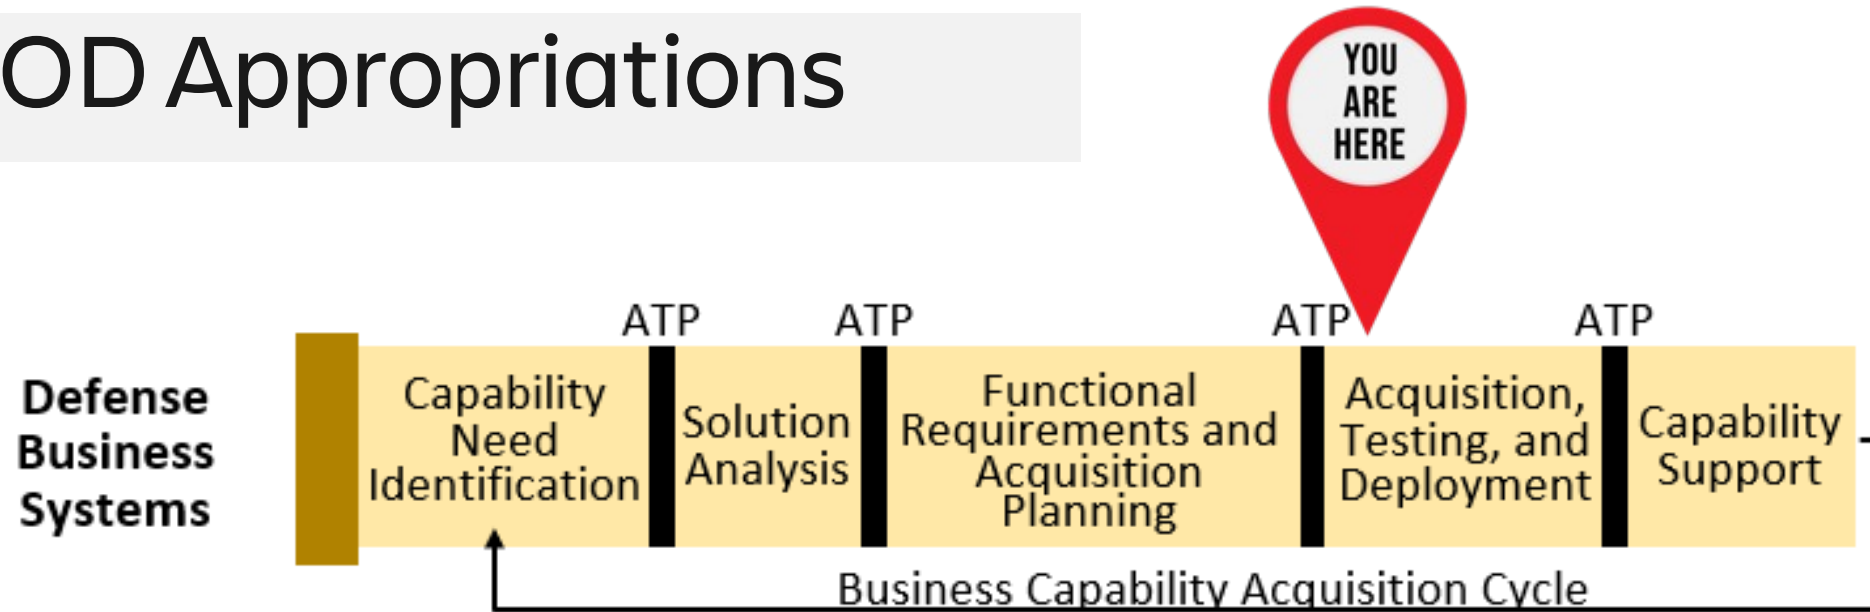 OD Appropriations
YOU
ARE
HERE
ATP
ATP
ATP
ATP
Defense
Business
Systems
Capability
Need
Identification
Solution
Analysis
Functional
Requirements and
Acquisition
Planning
Acquisition,
Testing, and
Deployment
Capability
Support
Business Capability Acquisition Cycle